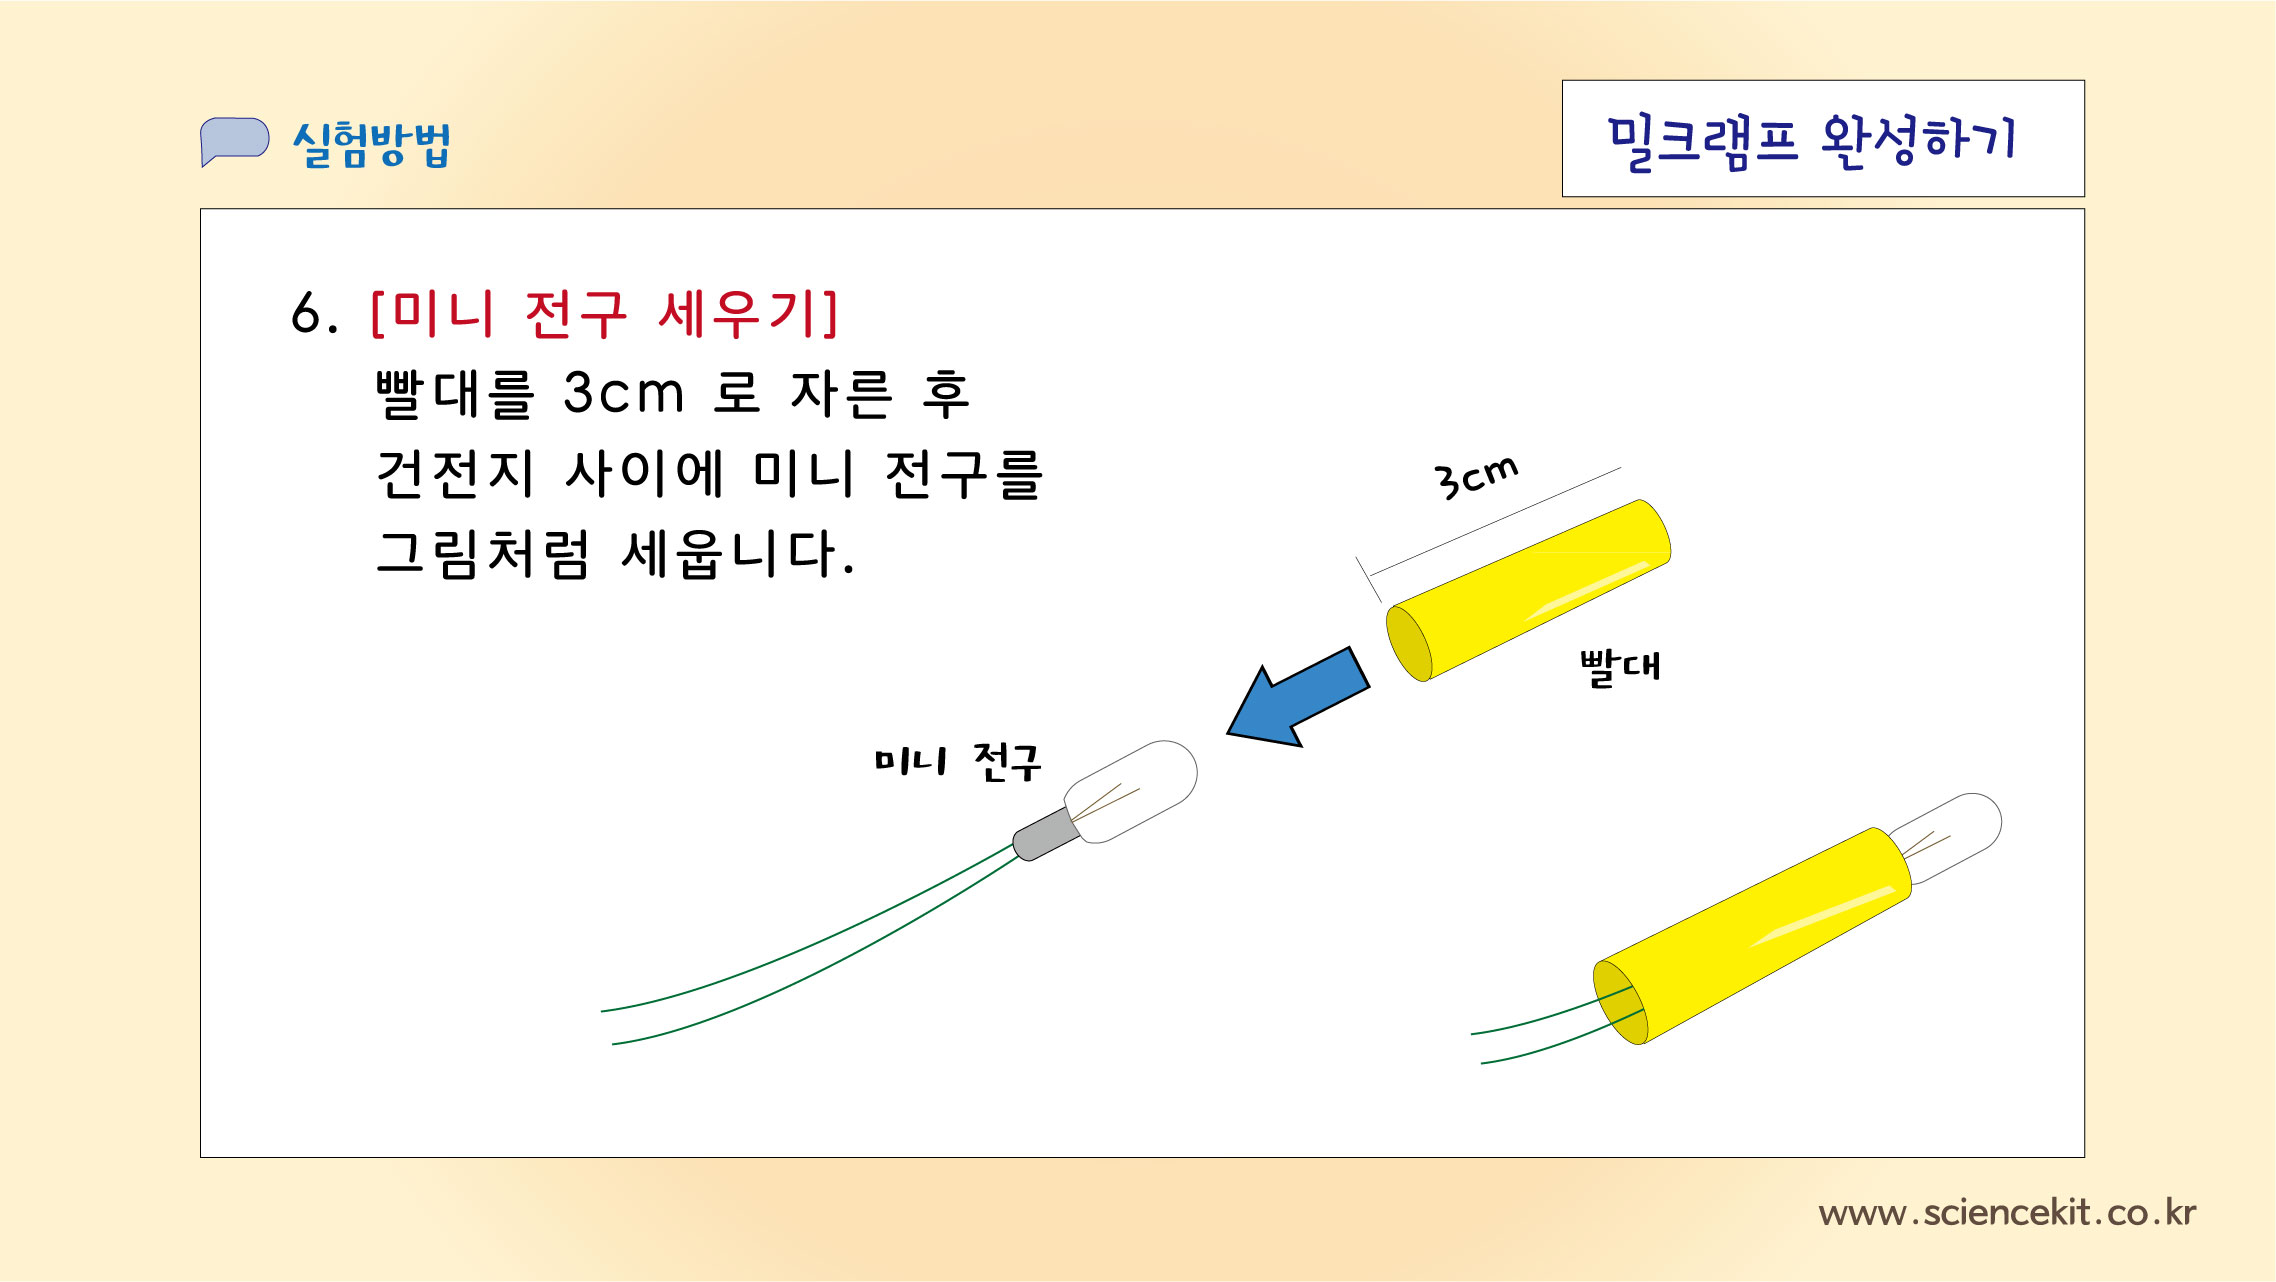 실험방법
밀크램프 완성하기
6. [미니 전구 세우기]
빨대를 3cm 로 자른 후
건전지 사이에 미니 전구를
그림처럼 세웁니다.
3cm
빨대
미니 전구
www.sciencekit.co.kr